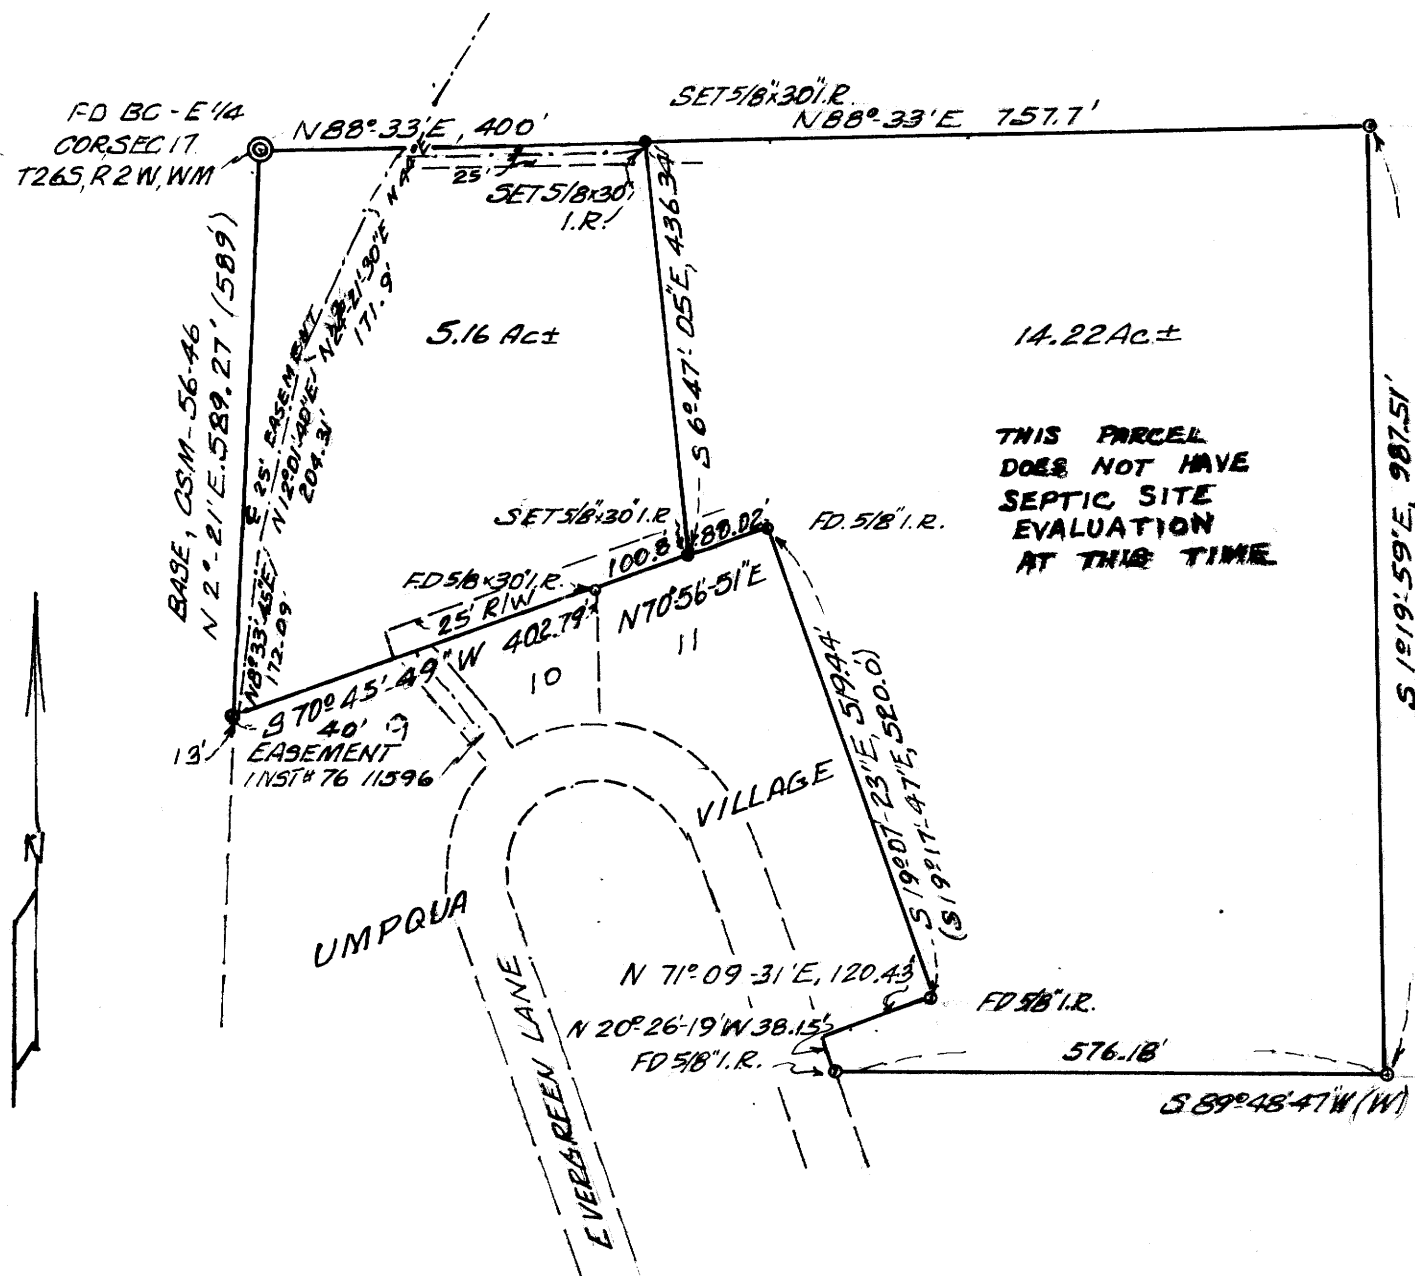 FD BC - E 1/4
COR SEC 17
T26S, R2W, WM
N88°-33'E, 400'
SET 5/8"x30" I.R.
N88°-33'E 757.7'
25'
SET 5/8x30"
I.R.
BASE, CSM-56-46
N 2°-21'E. 589.27' (589')
℄ 25' EASEMENT
N8°33'45"E
172.09'
N12°01'40"E
204.31'
171.9'
5.16 Ac±
S 6°47'05"E, 436.34'
14.22 Ac±
THIS PARCEL
DOES NOT HAVE
SEPTIC SITE
EVALUATION
AT THIS TIME
S 1°19'-59"E, 987.51'
SET 5/8"x30" I.R.
100.8'
88.02'
FD. 5/8" I.R.
FD 5/8x30" I.R.
25' R/W
N70°56'-51"E
S 70°45'-49"W 402.79'
10
11
9
13'
40'
EASEMENT
INST# 76 11596
UMPQUA
VILLAGE
EVERGREEN LANE
S 19°07'-23"E, 519.44'
(S 19°17'-47"E, 520.0)
N 71°-09-31'E, 120.43'
N 20°-26'-19'W 38.15'
FD 5/8" I.R.
FD 5/8" I.R.
576.18'
S 89°48'47"W (W)
N